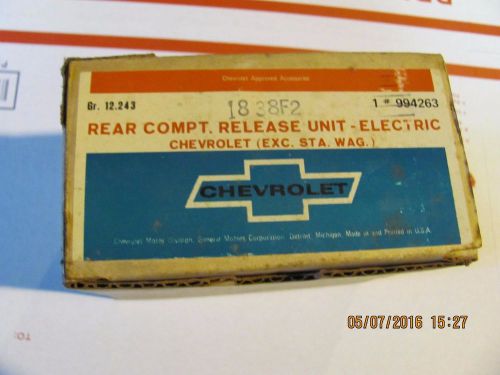 Chevrolet Approved Accessories
Gr. 12.243
1838F2
1 # 994263
REAR COMPT. RELEASE UNIT - ELECTRIC
CHEVROLET (EXC. STA. WAG.)
CHEVROLET
Chevrolet Motor Division, General Motors Corporation, Detroit, Michigan, Made and Printed in U.S.A.
TO:
05/07/2016 15:27